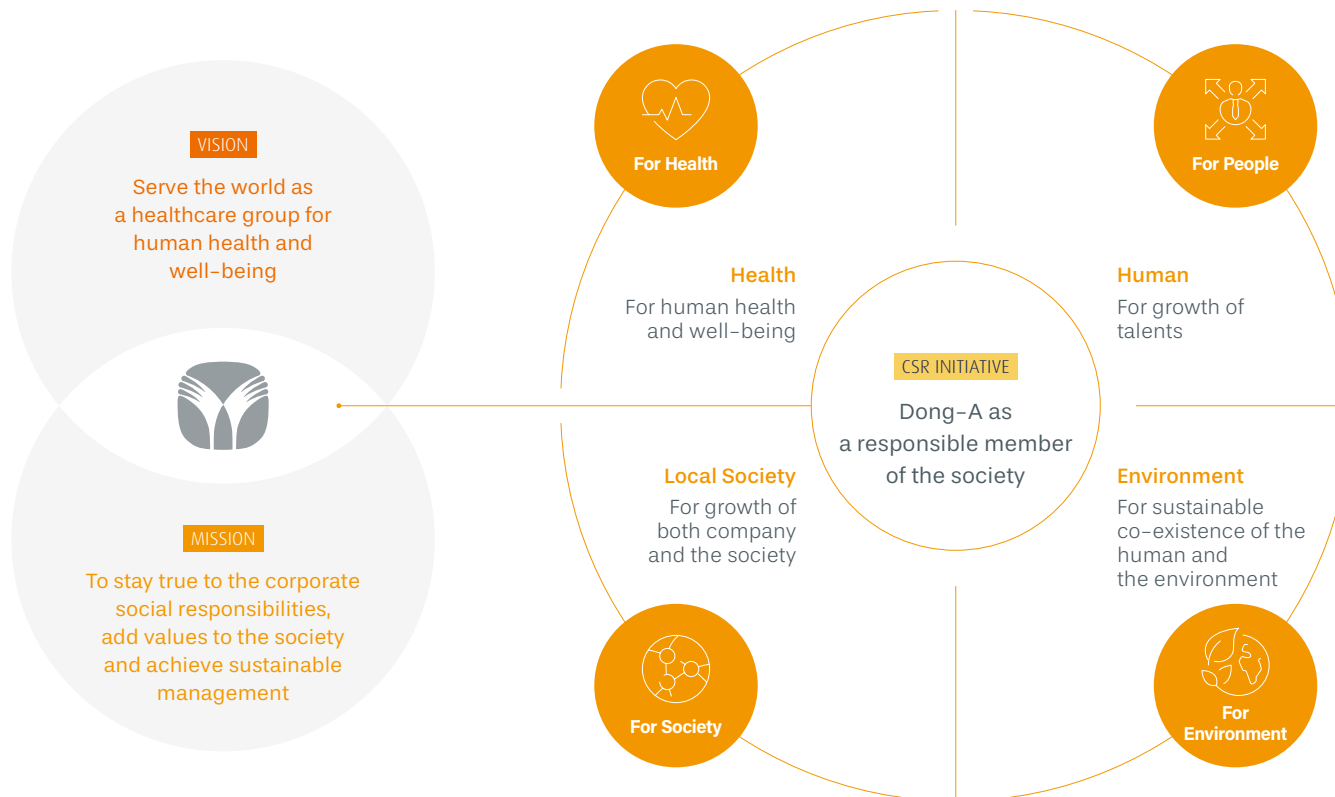 VISION
Serve the world as
a healthcare group for
human health and
well-being
MISSION
To stay true to the corporate
social responsibilities,
add values to the society
and achieve sustainable
management
For Health
For People
Health
For human health
and well-being
Human
For growth of
talents
CSR INITIATIVE
Dong-A as
a responsible member
of the society
Local Society
For growth of
both company
and the society
Environment
For sustainable
co-existence of the
human and
the environment
For Society
For
Environment